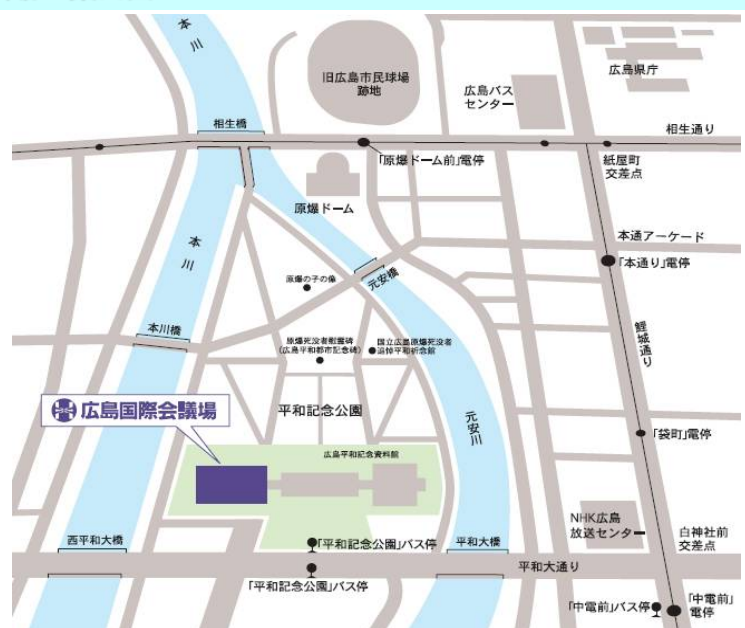 本川
旧広島市民球場
跡地
広島バス
センター
広島県庁
相生橋
相生通り
「原爆ドーム前」電停
紙屋町
交差点
原爆ドーム
本川
本通アーケード
「本通り」電停
原爆の子の像
元安橋
本川橋
原爆死没者慰霊碑
(広島平和都市記念碑)
国立広島原爆死没者
追悼平和祈念館
鯉城通り
広島国際会議場
平和記念公園
元安川
「袋町」電停
広島平和記念資料館
NHK広島
放送センター
白神社前
交差点
西平和大橋
「平和記念公園」バス停
平和大橋
平和大通り
「平和記念公園」バス停
「中電前」バス停
「中電前」
電停